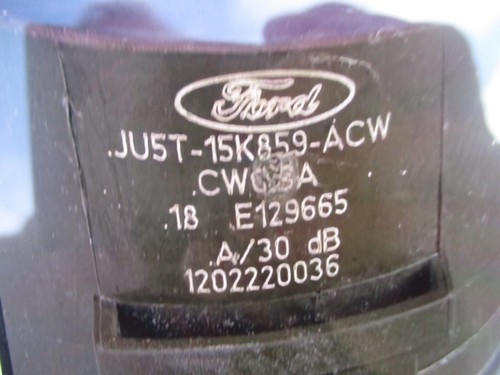 Ford
.JU5T-15K859-ACW
.18 E129665
.A/30 dB
1202220036